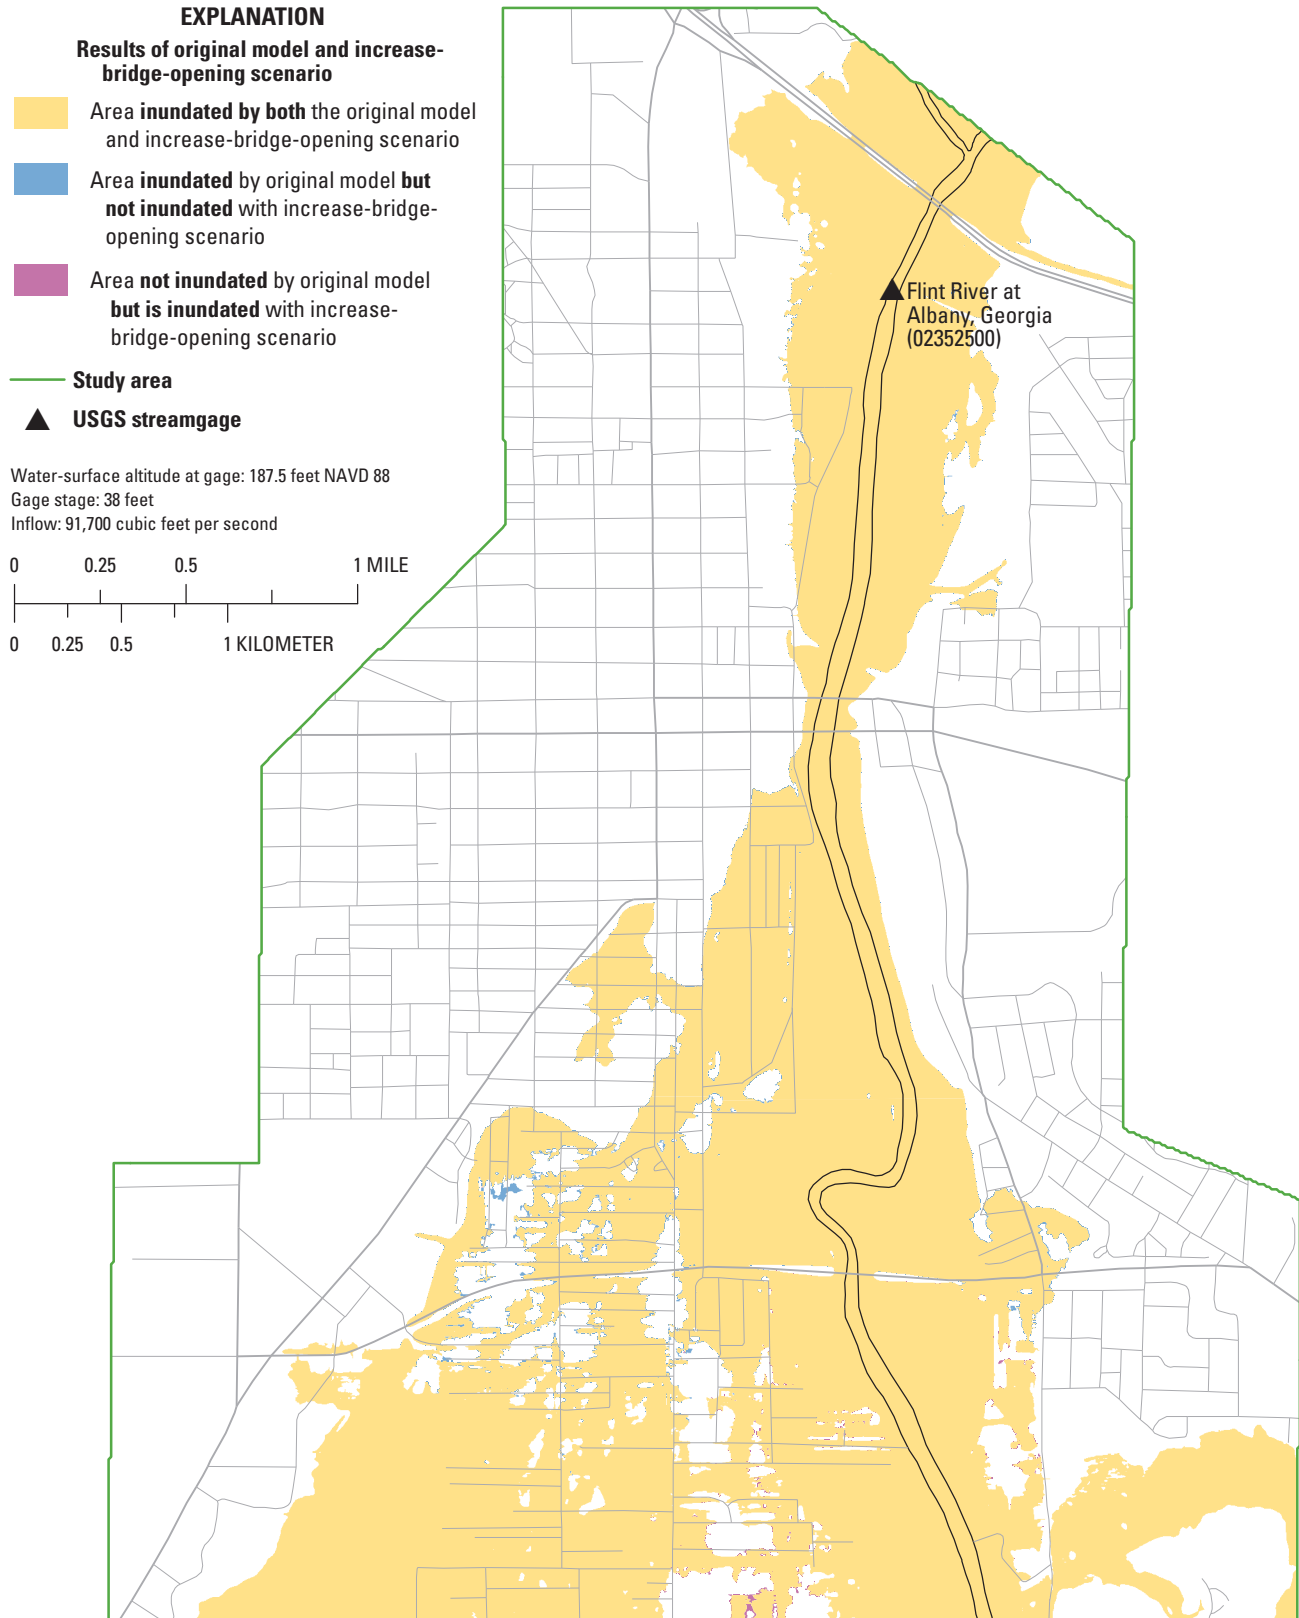 EXPLANATION
Results of original model and increase-
bridge-opening scenario
Area inundated by both the original model
and increase-bridge-opening scenario
Area inundated by original model but
not inundated with increase-bridge-
opening scenario
Area not inundated by original model
but is inundated with increase-
bridge-opening scenario
Study area
USGS streamgage
Water-surface altitude at gage: 187.5 feet NAVD 88
Gage stage: 38 feet
Inflow: 91,700 cubic feet per second
0 0.25 0.5 1 MILE
0 0.25 0.5 1 KILOMETER
Flint River at
Albany, Georgia
(02352500)